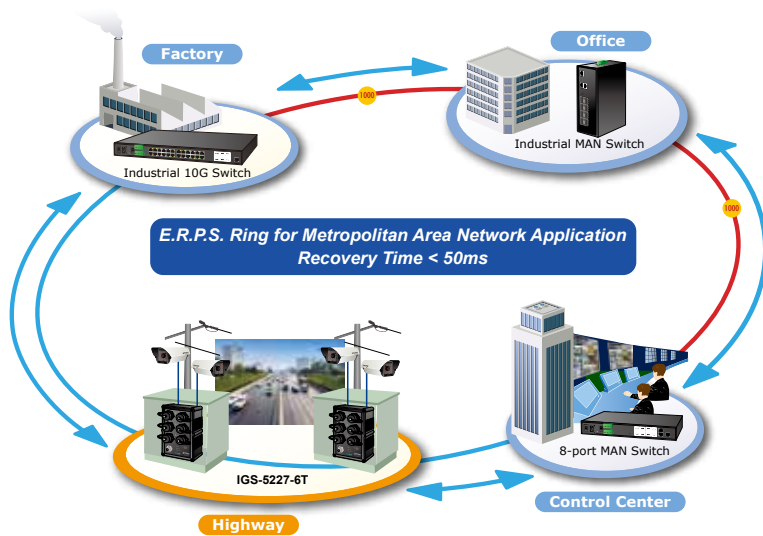 Factory
Office
1000
Industrial MAN Switch
Industrial 10G Switch
1000
E.R.P.S. Ring for Metropolitan Area Network Application
Recovery Time < 50ms
8-port MAN Switch
IGS-5227-6T
Control Center
Highway